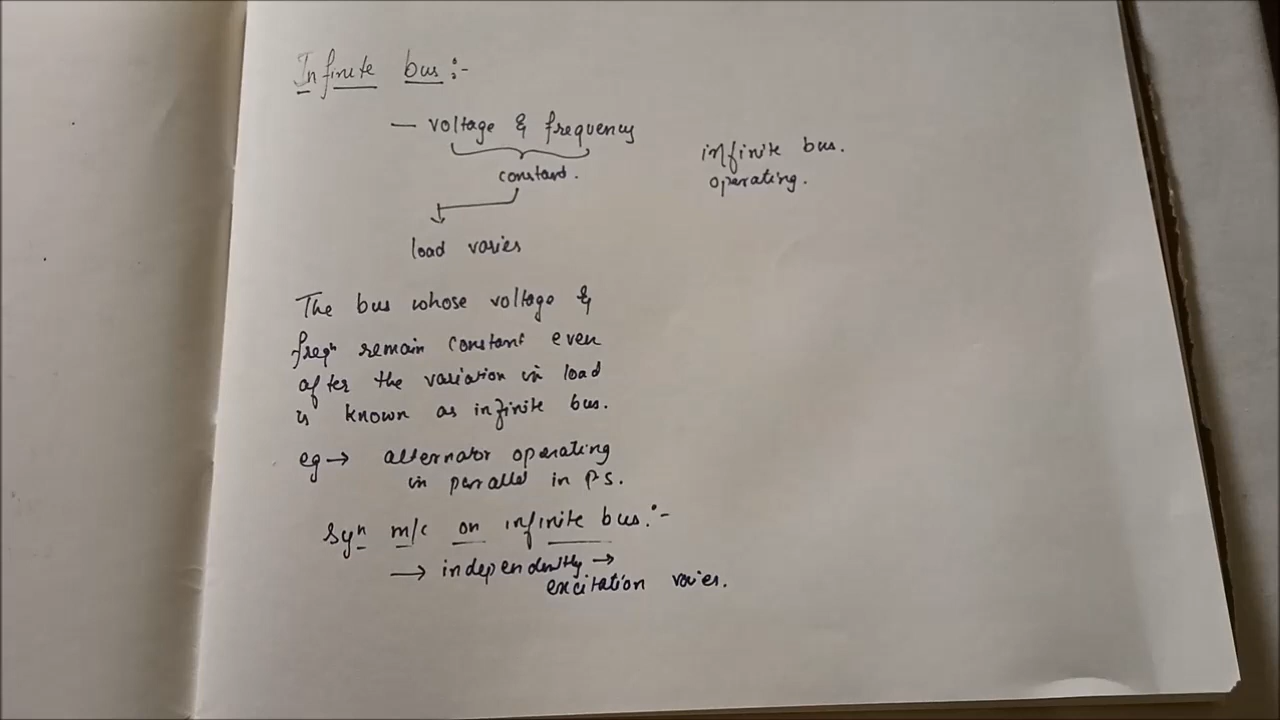 Infinite bus :-
— voltage & frequency
constant.
load varies
infinite bus.
operating.
The bus whose voltage &
freqⁿ remain constant even
after the variation in load
is known as infinite bus.
eg → alternator operating
in parallel in P.S.
Synⁿ m/c on infinite bus :-
→ independently →
excitation varies.